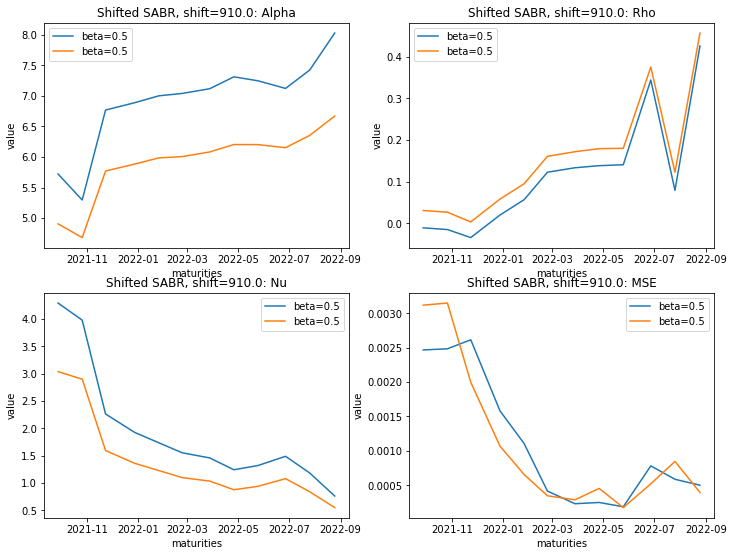 Shifted SABR, shift=910.0: Alpha
beta=0.5
beta=0.5
8.0
7.5
7.0
6.5
6.0
5.5
5.0
value
2021-11 2022-01 2022-03 2022-05 2022-07 2022-09
maturities
Shifted SABR, shift=910.0: Rho
beta=0.5
beta=0.5
0.4
0.3
0.2
0.1
0.0
value
2021-11 2022-01 2022-03 2022-05 2022-07 2022-09
maturities
Shifted SABR, shift=910.0: Nu
beta=0.5
beta=0.5
4.0
3.5
3.0
2.5
2.0
1.5
1.0
0.5
value
2021-11 2022-01 2022-03 2022-05 2022-07 2022-09
maturities
Shifted SABR, shift=910.0: MSE
beta=0.5
beta=0.5
0.0030
0.0025
0.0020
0.0015
0.0010
0.0005
value
2021-11 2022-01 2022-03 2022-05 2022-07 2022-09
maturities